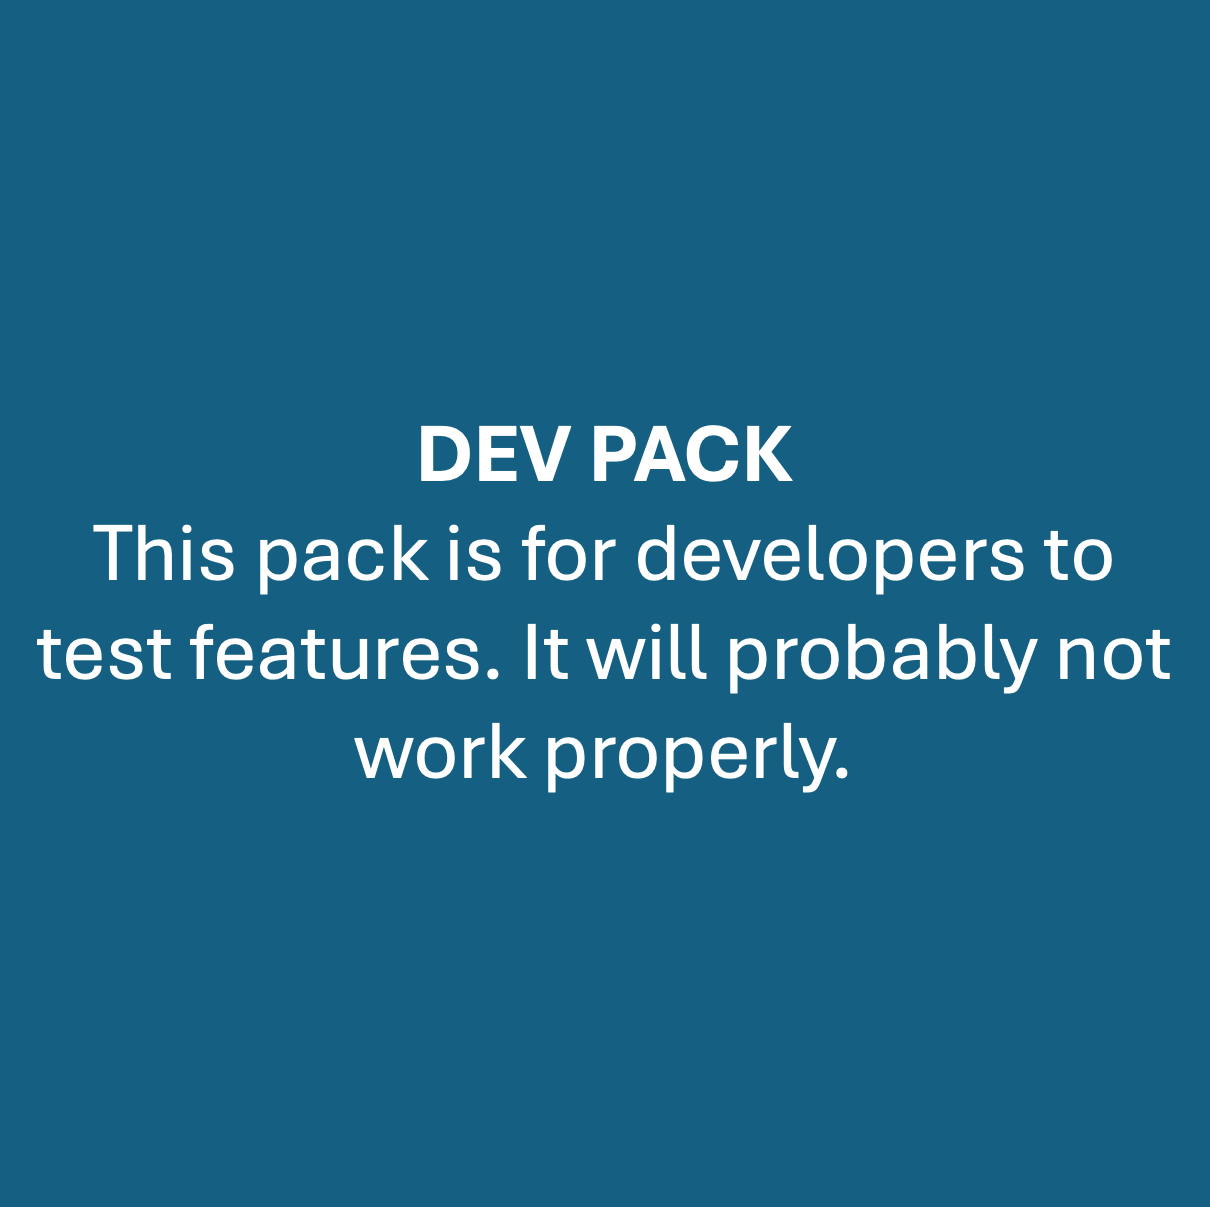 DEV PACK
This pack is for developers to
test features. It will probably not
work properly.